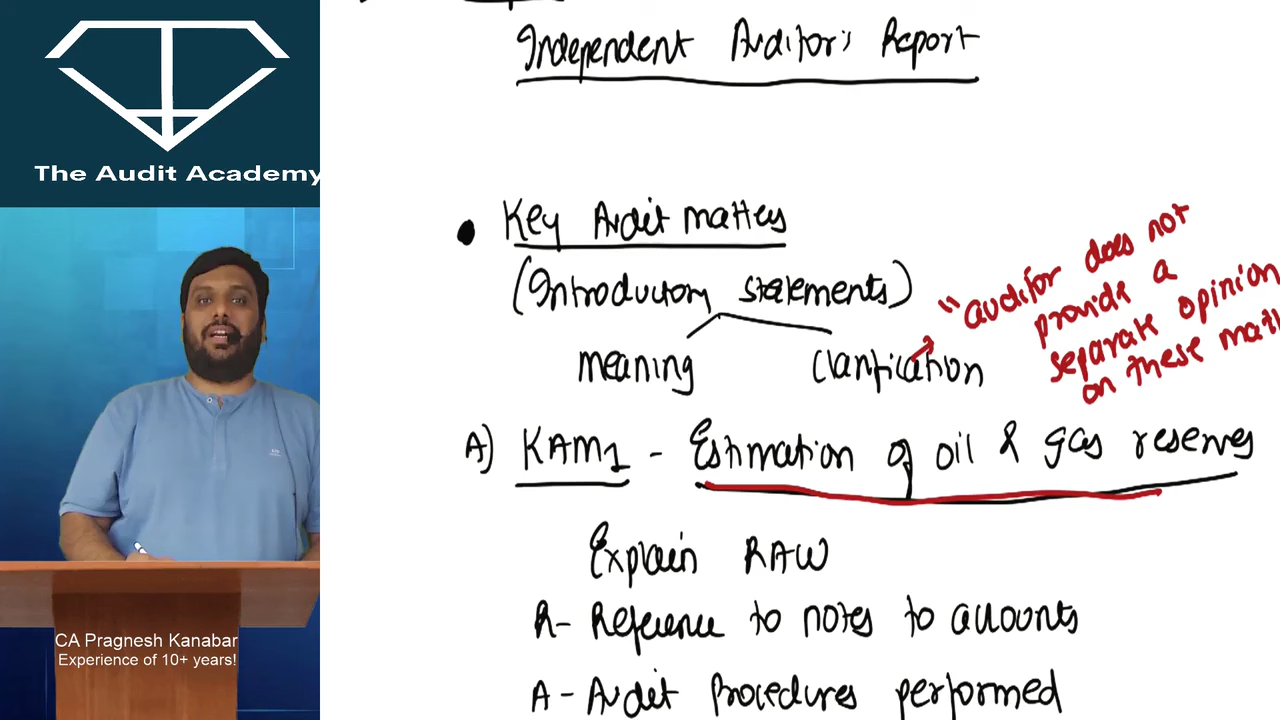 The Audit Academy
CA Pragnesh Kanabar
Experience of 10+ years!
Independent Auditor's Report
Key Audit matters
(Introductory statements)
meaning
Clarification
"auditor does not
provide a
separate opinion
on these
A) KAM1 - Estimation of oil & gas reserves
Explain RAW
R- Reference to notes to accounts
A - Audit Procedures performed